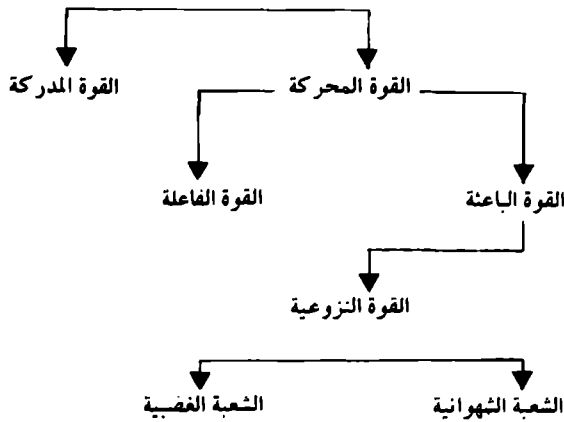 القوة المحركة
القوة المدركة
القوة الباعثة
القوة الفاعلة
القوة النزوعية
الشعبة الشهوانية
الشعبة الغضبية